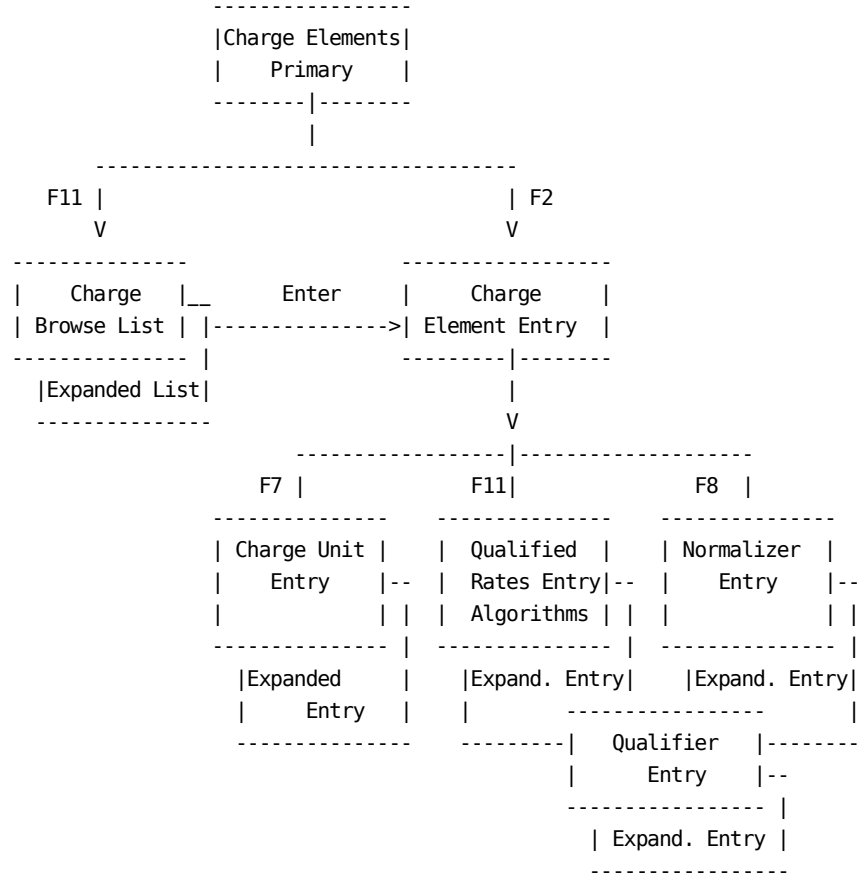 Charge Elements
Primary
F11 F2
V V
Charge Enter Charge
Browse List Element Entry
Expanded List
V
F7 F11 F8
Charge Unit Qualified Normalizer
Entry Rates Entry Entry
Algorithms
Expanded Expand. Entry Expand. Entry
Entry
Qualifier
Entry
Expand. Entry